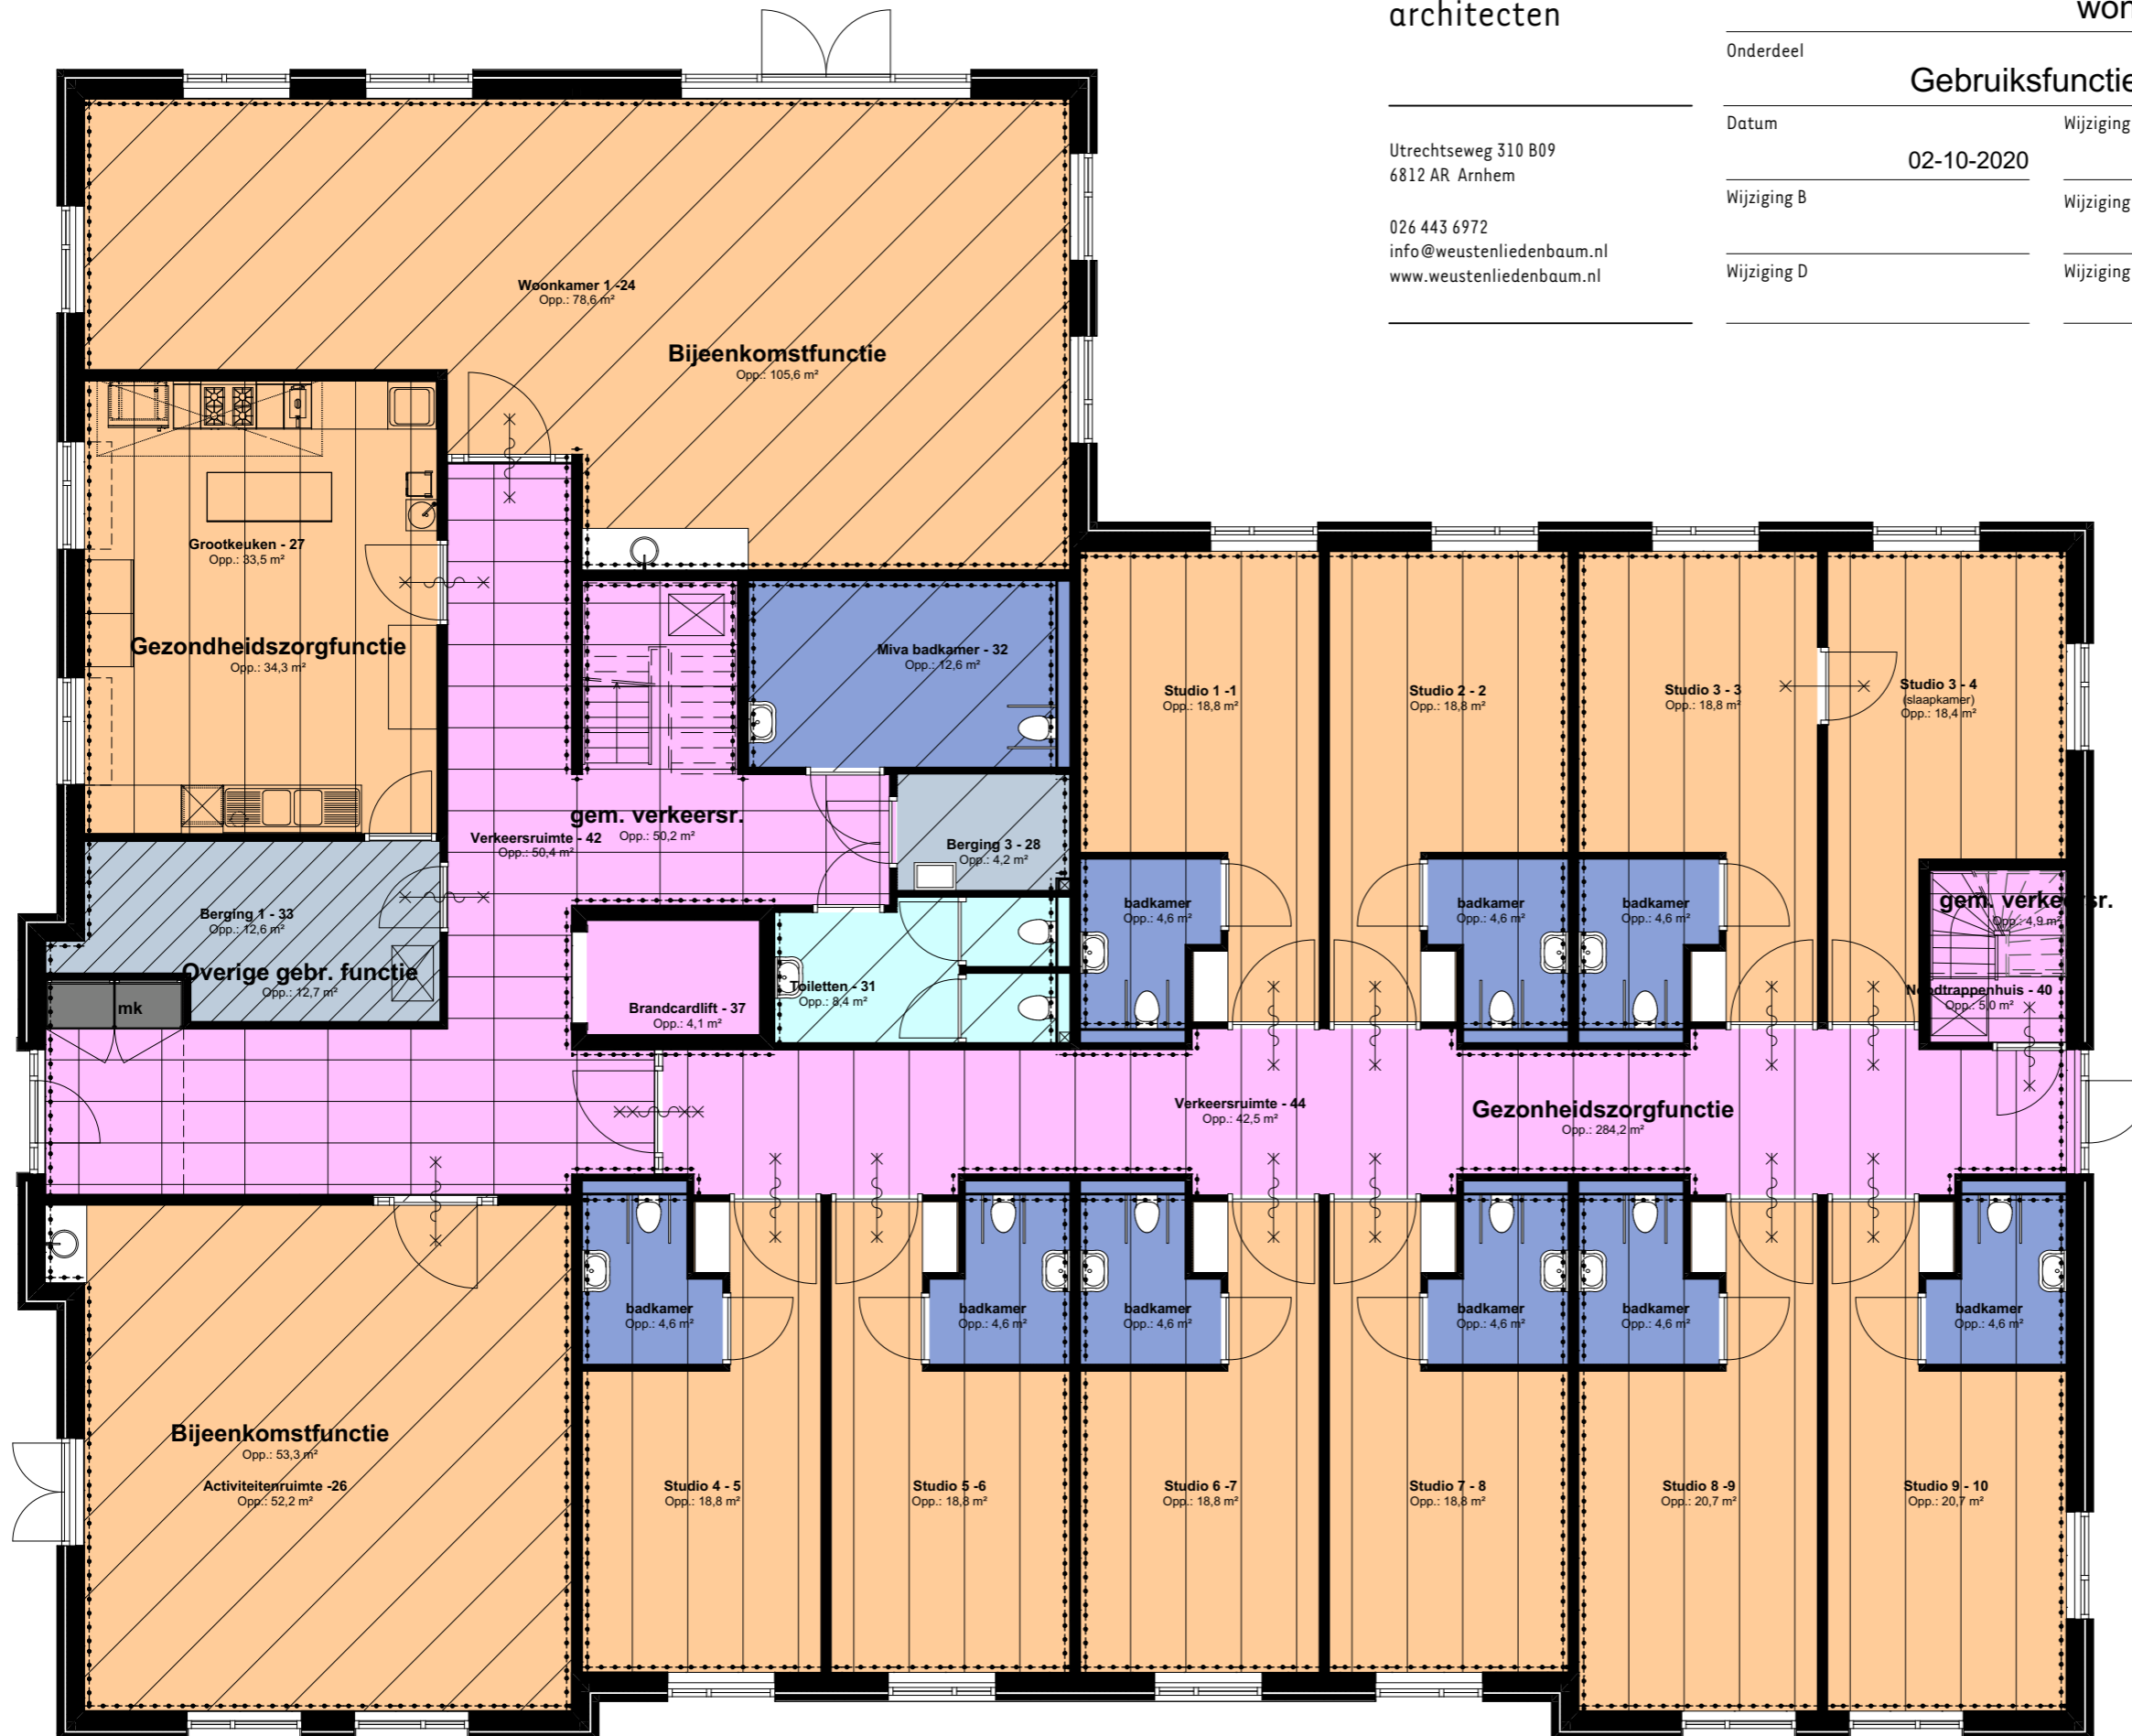 architecten
Utrechtseweg 310 B09
6812 AR Arnhem
026 443 6972
info@weustenliedenbaum.nl
www.weustenliedenbaum.nl
Onderdeel
Gebruiksfunctie
Datum
Wijziging
02-10-2020
Wijziging B
Wijziging
Wijziging D
Wijziging
Woonkamer 1 -24
Opp.: 78,6 m²
Bijeenkomstfunctie
Opp.: 105,6 m²
Grootkeuken - 27
Opp.: 33,5 m²
Gezondheidszorgfunctie
Opp.: 34,3 m²
Miva badkamer - 32
Opp.: 12,6 m²
Studio 1 -1
Opp.: 18,8 m²
Studio 2 - 2
Opp.: 18,8 m²
Studio 3 - 3
Opp.: 18,8 m²
Studio 3 - 4
(slaapkamer)
Opp.: 18,4 m²
gem. verkeersr.
Opp.: 50,2 m²
Verkeersruimte - 42
Opp.: 50,4 m²
Berging 3 - 28
Opp.: 4,2 m²
Berging 1 - 33
Opp.: 12,6 m²
Overige gebr. functie
Opp.: 12,7 m²
mk
Brandcardlift - 37
Opp.: 4,1 m²
Toiletten - 31
Opp.: 8,4 m²
badkamer
Opp.: 4,6 m²
badkamer
Opp.: 4,6 m²
badkamer
Opp.: 4,6 m²
gem. verkeersr.
Opp.: 4,9 m²
Noodtrappenhuis - 40
Opp.: 5,0 m²
Verkeersruimte - 44
Opp.: 42,5 m²
Gezonheidszorgfunctie
Opp.: 284,2 m²
badkamer
Opp.: 4,6 m²
badkamer
Opp.: 4,6 m²
badkamer
Opp.: 4,6 m²
badkamer
Opp.: 4,6 m²
badkamer
Opp.: 4,6 m²
badkamer
Opp.: 4,6 m²
Bijeenkomstfunctie
Opp.: 53,3 m²
Activiteitenruimte -26
Opp.: 52,2 m²
Studio 4 - 5
Opp.: 18,8 m²
Studio 5 -6
Opp.: 18,8 m²
Studio 6 -7
Opp.: 18,8 m²
Studio 7 - 8
Opp.: 18,8 m²
Studio 8 -9
Opp.: 20,7 m²
Studio 9 - 10
Opp.: 20,7 m²